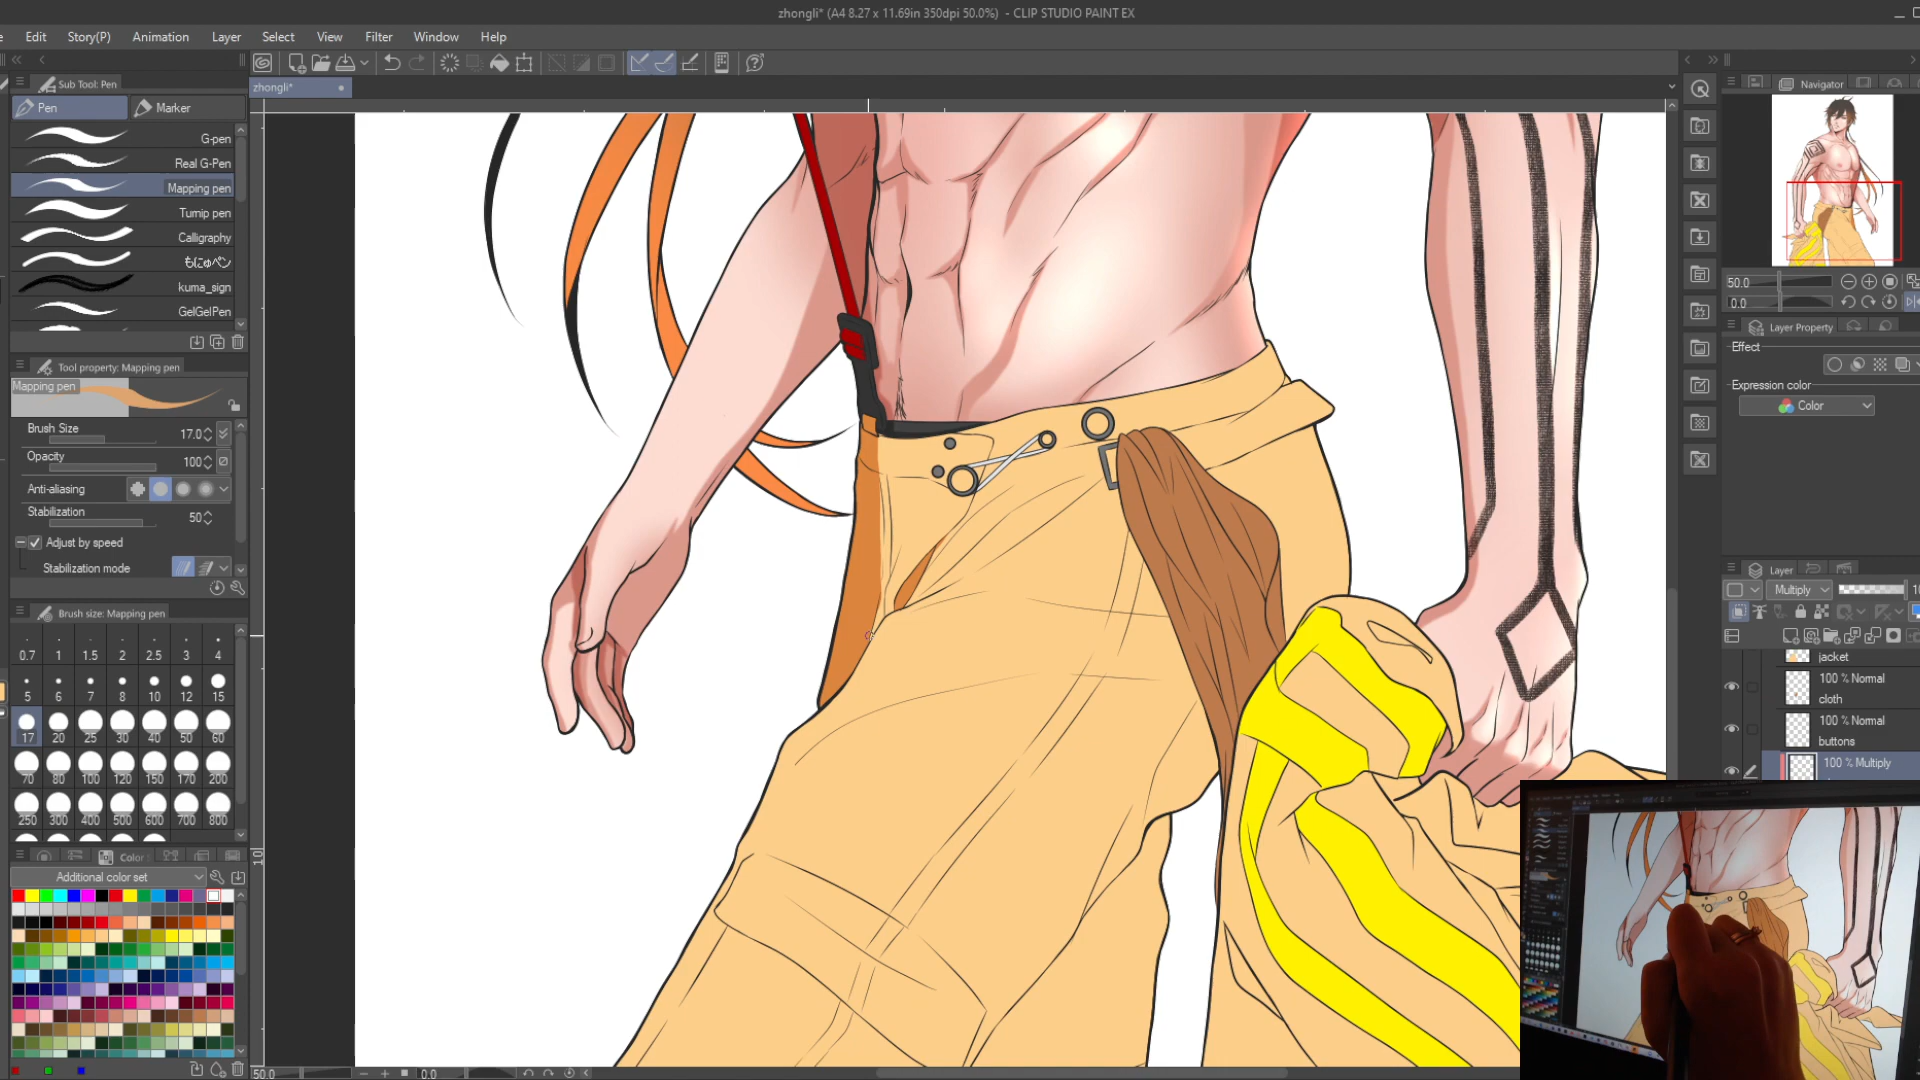 zhongli* (A4 8.27 x 11.69in 350dpi 50.0%) - CLIP STUDIO PAINT EX
Edit Story(P) Animation Layer Select View Filter Window Help
Sub Tool: Pen
Pen Marker
G-pen
Real G-Pen
Mapping pen
Turnip pen
Calligraphy
もにゅペン
kuma_sign
GelGelPen
Tool property: Mapping pen
Mapping pen
Brush Size 17.0
Opacity 100
Anti-aliasing
Stabilization 50
Adjust by speed
Stabilization mode
Brush size: Mapping pen
0.7 1 1.5 2 2.5 3 4
5 6 7 8 10 12 15
17 20 25 30 40 50 60
70 80 100 120 150 170 200
250 300 400 500 600 700 800
Color
Additional color set
zhongli*
10
50.0 0.0
Navigator
50.0
0.0
Layer Property
Effect
Expression color
Color
Layer
Multiply
jacket
100 % Normal
cloth
100 % Normal
buttons
100 % Multiply